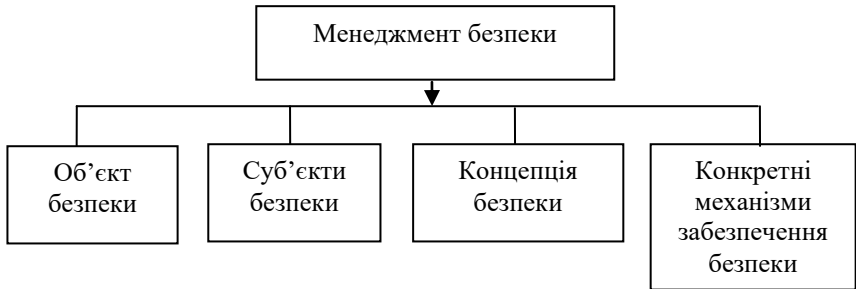 Менеджмент безпеки
Об’єкт
безпеки
Суб’єкти
безпеки
Концепція
безпеки
Конкретні
механізми
забезпечення
безпеки